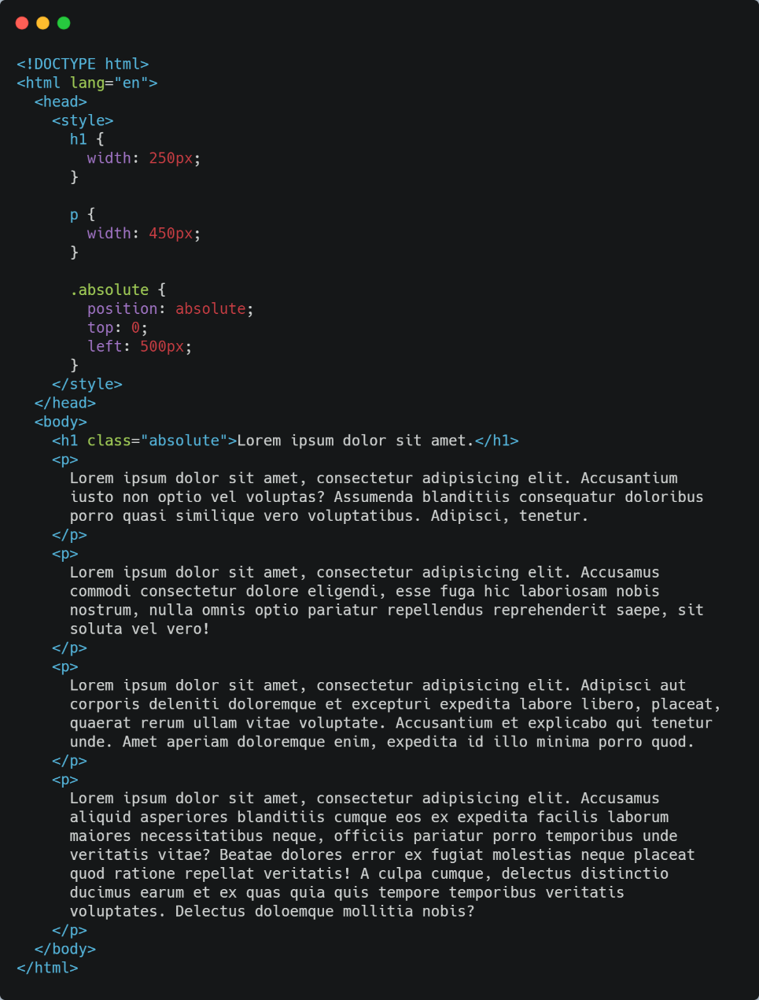 <!DOCTYPE html>
<html lang="en">
  <head>
    <style>
      h1 {
        width: 250px;
      }

      p {
        width: 450px;
      }

      .absolute {
        position: absolute;
        top: 0;
        left: 500px;
      }
    </style>
  </head>
  <body>
    <h1 class="absolute">Lorem ipsum dolor sit amet.</h1>
    <p>
      Lorem ipsum dolor sit amet, consectetur adipisicing elit. Accusantium
      iusto non optio vel voluptas? Assumenda blanditiis consequatur doloribus
      porro quasi similique vero voluptatibus. Adipisci, tenetur.
    </p>
    <p>
      Lorem ipsum dolor sit amet, consectetur adipisicing elit. Accusamus
      commodi consectetur dolore eligendi, esse fuga hic laboriosam nobis
      nostrum, nulla omnis optio pariatur repellendus reprehenderit saepe, sit
      soluta vel vero!
    </p>
    <p>
      Lorem ipsum dolor sit amet, consectetur adipisicing elit. Adipisci aut
      corporis deleniti doloremque et excepturi expedita labore libero, placeat,
      quaerat rerum ullam vitae voluptate. Accusantium et explicabo qui tenetur
      unde. Amet aperiam doloremque enim, expedita id illo minima porro quod.
    </p>
    <p>
      Lorem ipsum dolor sit amet, consectetur adipisicing elit. Accusamus
      aliquid asperiores blanditiis cumque eos ex expedita facilis laborum
      maiores necessitatibus neque, officiis pariatur porro temporibus unde
      veritatis vitae? Beatae dolores error ex fugiat molestias neque placeat
      quod ratione repellat veritatis! A culpa cumque, delectus distinctio
      ducimus earum et ex quas quia quis tempore temporibus veritatis
      voluptates. Delectus doloemque mollitia nobis?
    </p>
  </body>
</html>